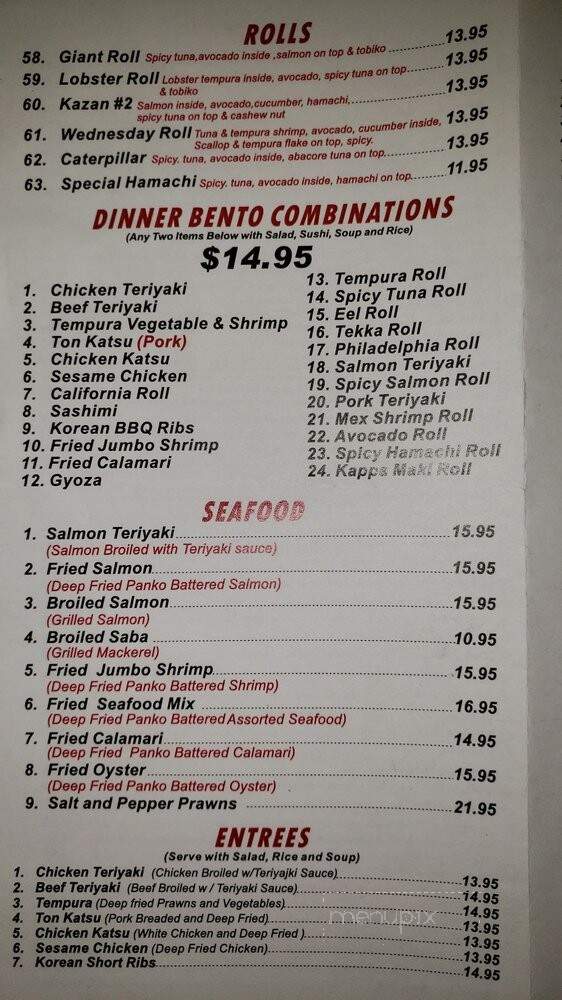 ROLLS
58. Giant Roll Spicy tuna,avocado inside ,salmon on top & tobiko 13.95
59. Lobster Roll Lobster tempura inside, avocado, spicy tuna on top 13.95
& tobiko
60. Kazan #2 Salmon inside, avocado,cucumber, hamachi, 13.95
spicy tuna on top & cashew nut
61. Wednesday Roll Tuna & tempura shrimp, avocado, cucumber inside, 13.95
Scallop & tempura flake on top, spicy.
62. Caterpillar Spicy. tuna, avocado inside, abacore tuna on top 13.95
63. Special Hamachi Spicy. tuna, avocado inside, hamachi on top 11.95
DINNER BENTO COMBINATIONS
(Any Two Items Below with Salad, Sushi, Soup and Rice)
$14.95
1. Chicken Teriyaki
2. Beef Teriyaki
3. Tempura Vegetable & Shrimp
4. Ton Katsu (Pork)
5. Chicken Katsu
6. Sesame Chicken
7. California Roll
8. Sashimi
9. Korean BBQ Ribs
10. Fried Jumbo Shrimp
11. Fried Calamari
12. Gyoza
13. Tempura Roll
14. Spicy Tuna Roll
15. Eel Roll
16. Tekka Roll
17. Philadelphia Roll
18. Salmon Teriyaki
19. Spicy Salmon Roll
20. Pork Teriyaki
21. Mex Shrimp Roll
22. Avocado Roll
23. Spicy Hamachi Roll
24. Kappa Maki Roll
SEAFOOD
1. Salmon Teriyaki 15.95
(Salmon Broiled with Teriyaki sauce)
2. Fried Salmon 15.95
(Deep Fried Panko Battered Salmon)
3. Broiled Salmon 15.95
(Grilled Salmon)
4. Broiled Saba 10.95
(Grilled Mackerel)
5. Fried Jumbo Shrimp 15.95
(Deep Fried Panko Battered Shrimp)
6. Fried Seafood Mix 16.95
(Deep Fried Panko Battered Assorted Seafood)
7. Fried Calamari 14.95
(Deep Fried Panko Battered Calamari)
8. Fried Oyster 15.95
(Deep Fried Panko Battered Oyster)
9. Salt and Pepper Prawns 21.95
ENTREES
(Serve with Salad, Rice and Soup)
1. Chicken Teriyaki (Chicken Broiled w/Teriyajki Sauce) 13.95
2. Beef Teriyaki (Beef Broiled w / Teriyaki Sauce) 14.95
3. Tempura (Deep fried Prawns and Vegetables) 14.95
4. Ton Katsu (Pork Breaded and Deep Fried) 13.95
5. Chicken Katsu (White Chicken and Deep Fried ) 13.95
6. Sesame Chicken (Deep Fried Chicken) 13.95
7. Korean Short Ribs 14.95
menupix